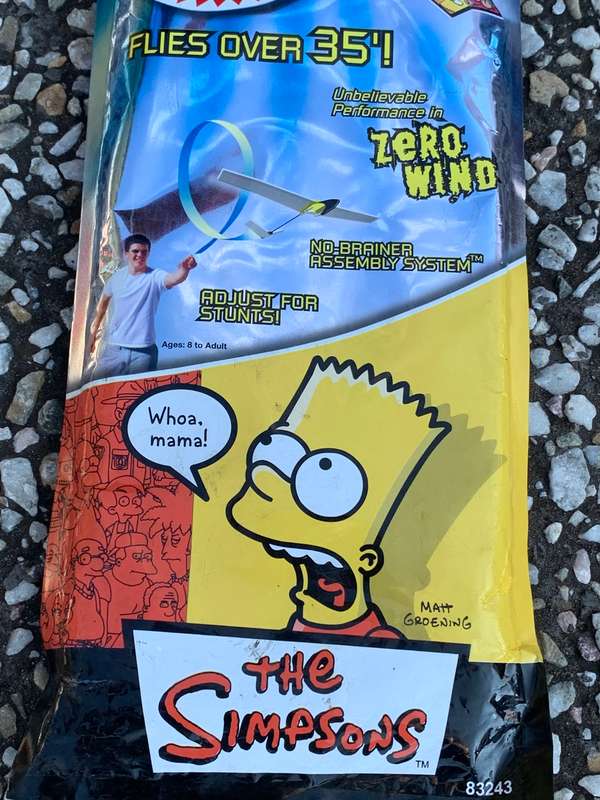 FLIES OVER 35'!
Unbelievable
Performance in
ZERO
WIND
NO-BRAINER
ASSEMBLY SYSTEM™
ADJUST FOR
STUNTS!
Ages: 8 to Adult
Whoa,
mama!
MATT
GROENING
THE
SIMPSONS
TM
83243